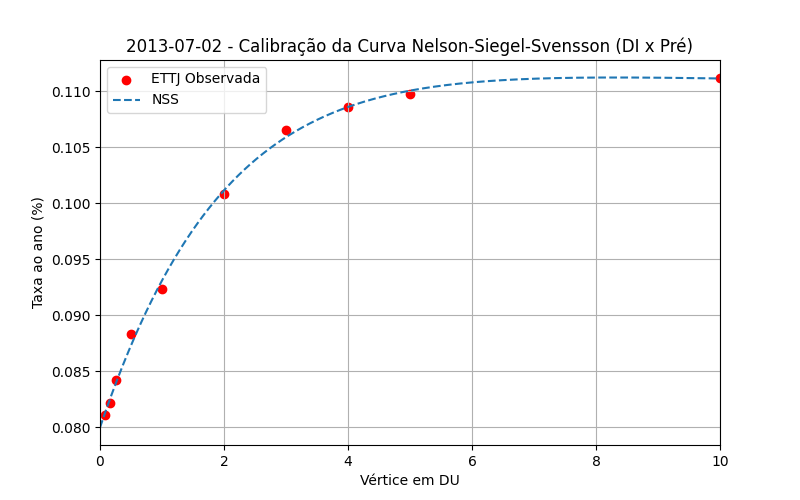 2013-07-02 - Calibração da Curva Nelson-Siegel-Svensson (DI x Pré)
ETTJ Observada
NSS
Taxa ao ano (%)
0.110
0.105
0.100
0.095
0.090
0.085
0.080
0 2 4 6 8 10
Vértice em DU